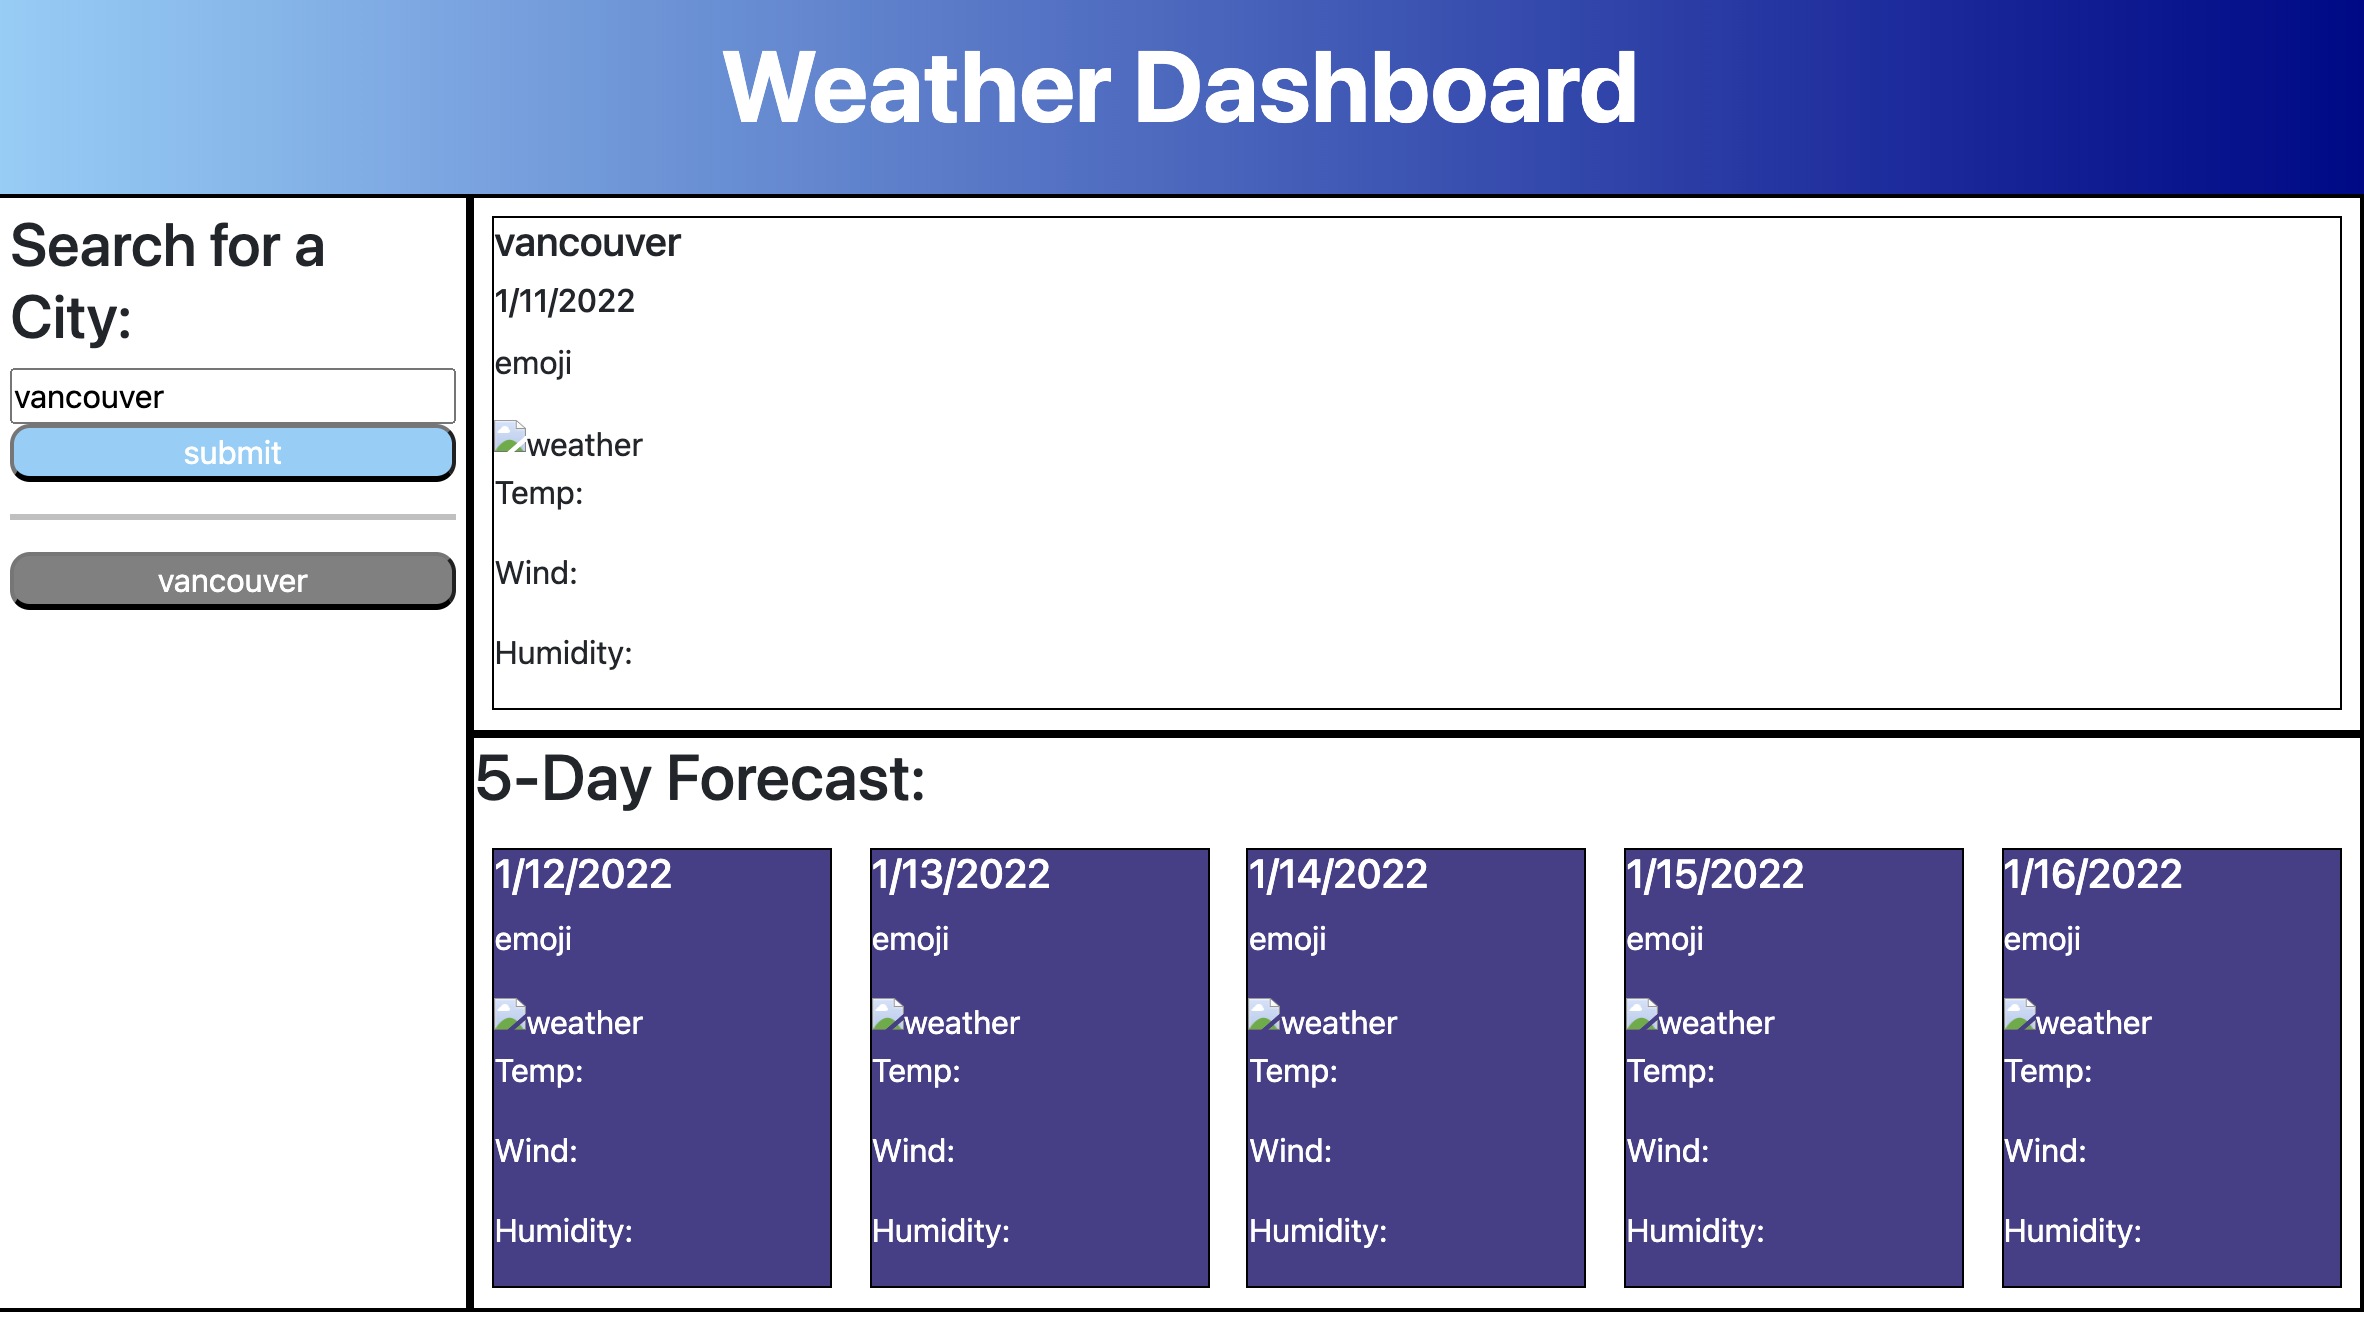 Weather Dashboard
Search for a
City:
vancouver
submit
vancouver
vancouver
1/11/2022
emoji
weather
Temp:
Wind:
Humidity:
5-Day Forecast:
1/12/2022
emoji
weather
Temp:
Wind:
Humidity:
1/13/2022
emoji
weather
Temp:
Wind:
Humidity:
1/14/2022
emoji
weather
Temp:
Wind:
Humidity:
1/15/2022
emoji
weather
Temp:
Wind:
Humidity:
1/16/2022
emoji
weather
Temp:
Wind:
Humidity: